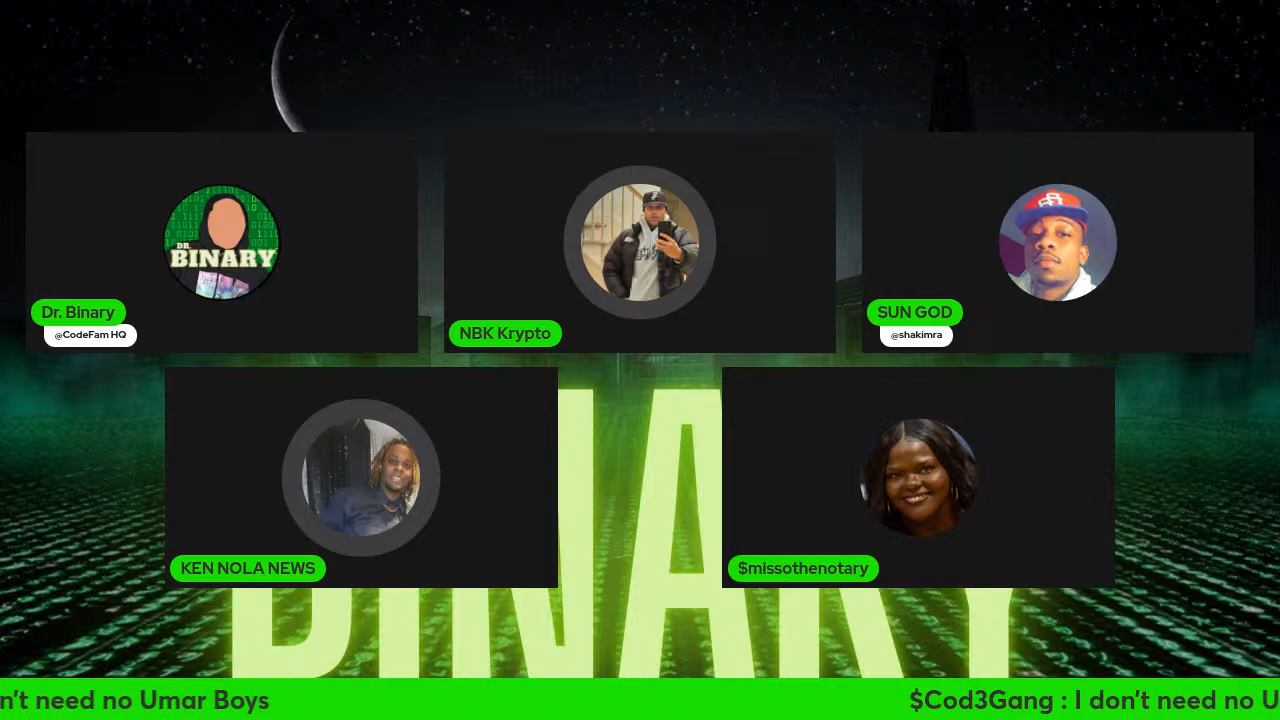 DR.
BINARY
Dr. Binary
@CodeFam HQ
NBK Krypto
SUN GOD
@shakimra
KEN NOLA NEWS
$missothenotary
BINARY
n't need no Umar Boys
$Cod3Gang : I don't need no U